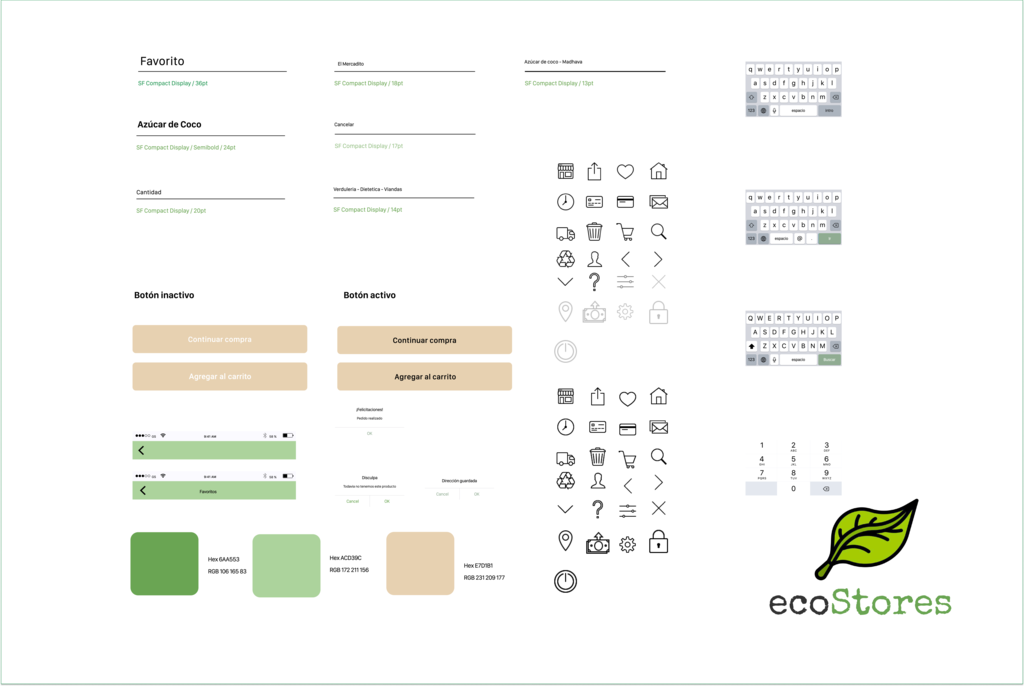 Favorito
SF Compact Display / 36pt
El Mercadito
SF Compact Display / 18pt
Azúcar de coco - Madhava
SF Compact Display / 13pt
Azúcar de Coco
SF Compact Display / Semibold / 24pt
Cancelar
SF Compact Display / 17pt
Cantidad
SF Compact Display / 20pt
Verduleria - Dietetica - Viandas
SF Compact Display / 14pt
q w e r t y u i o p
a s d f g h j k l
z x c v b n m
123 espacio intro
q w e r t y u i o p
a s d f g h j k l
z x c v b n m
123 espacio @ .
Q W E R T Y U I O P
A S D F G H J K L
Z X C V B N M
123 espacio Buscar
Botón inactivo
Botón activo
Continuar compra
Continuar compra
Agregar al carrito
Agregar al carrito
¡Felicitaciones!
Pedido realizado
OK
9:41 AM
9:41 AM
Favoritos
Disculpa
Todavia no tenemos este producto
Cancel OK
Dirección guardada
Cancel OK
1 2 3
ABC DEF
4 5 6
GHI JKL MNO
7 8 9
PQRS TUV WXYZ
0
Hex 6AA553
RGB 106 165 83
Hex ACD39C
RGB 172 211 156
Hex E7D1B1
RGB 231 209 177
ecoStores